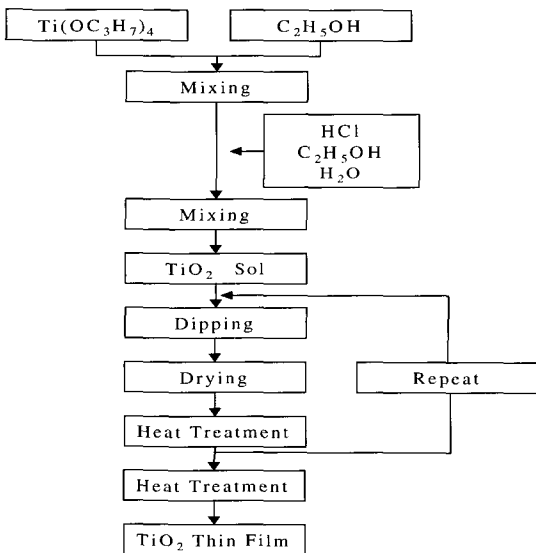 Ti(OC₃H₇)₄
C₂H₅OH
Mixing
HCl
C₂H₅OH
H₂O
Mixing
TiO₂ Sol
Dipping
Drying
Repeat
Heat Treatment
Heat Treatment
TiO₂ Thin Film